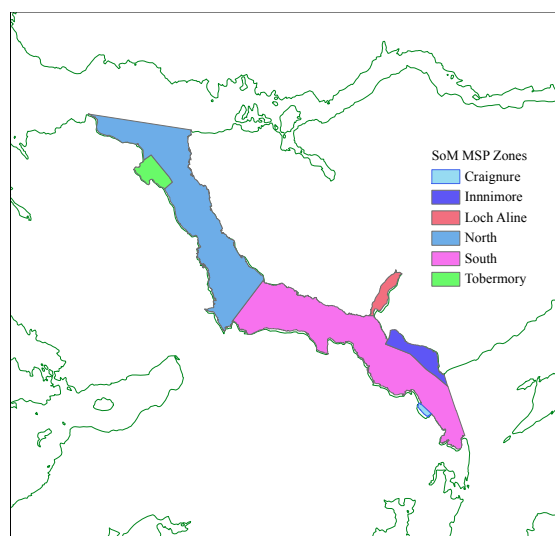 SoM MSP Zones
Craignure
Innnimore
Loch Aline
North
South
Tobermory